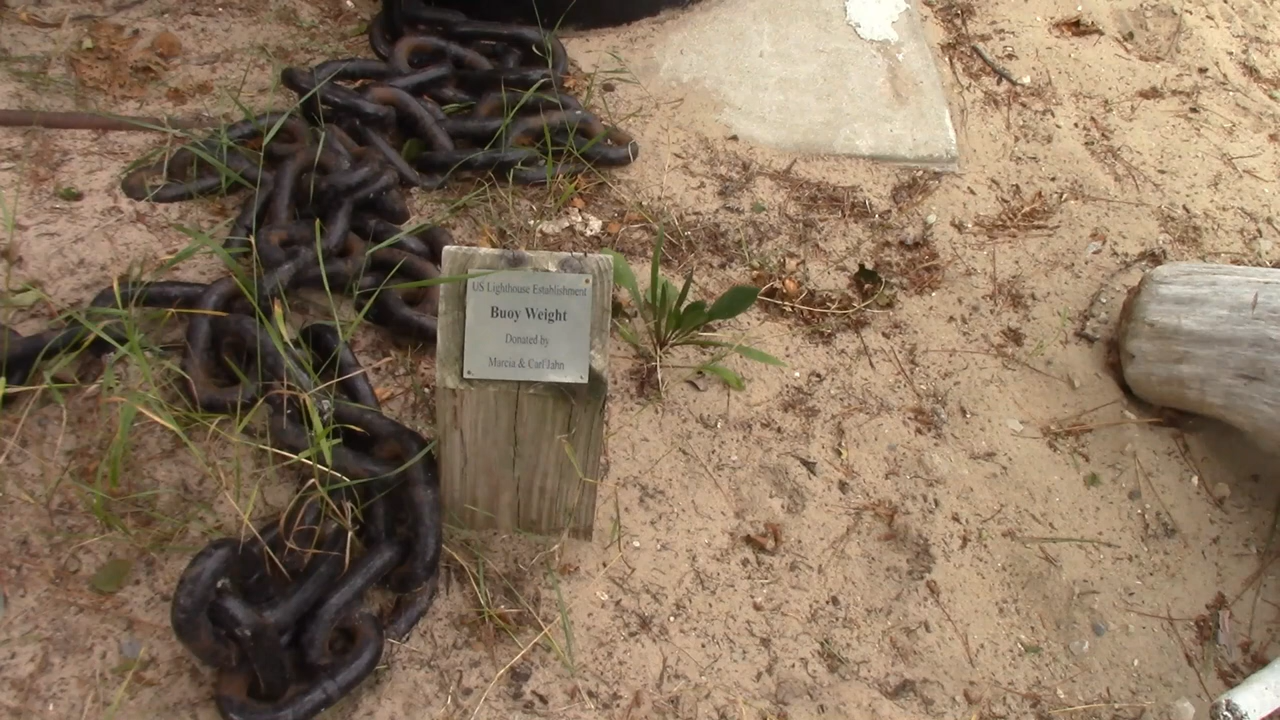 US Lighthouse Establishment
Buoy Weight
Donated by
Marcia & Carl Jahn